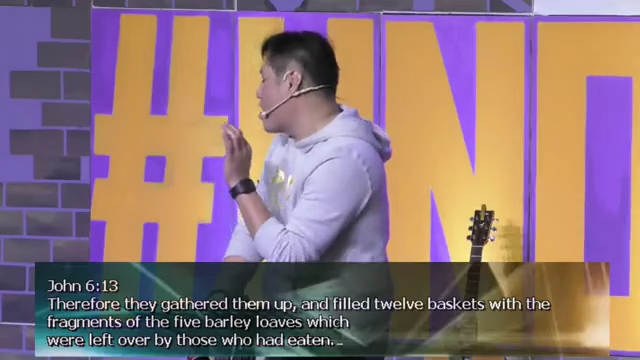 #UND
John 6:13
Therefore they gathered them up, and filled twelve baskets with the
fragments of the five barley loaves which
were left over by those who had eaten._